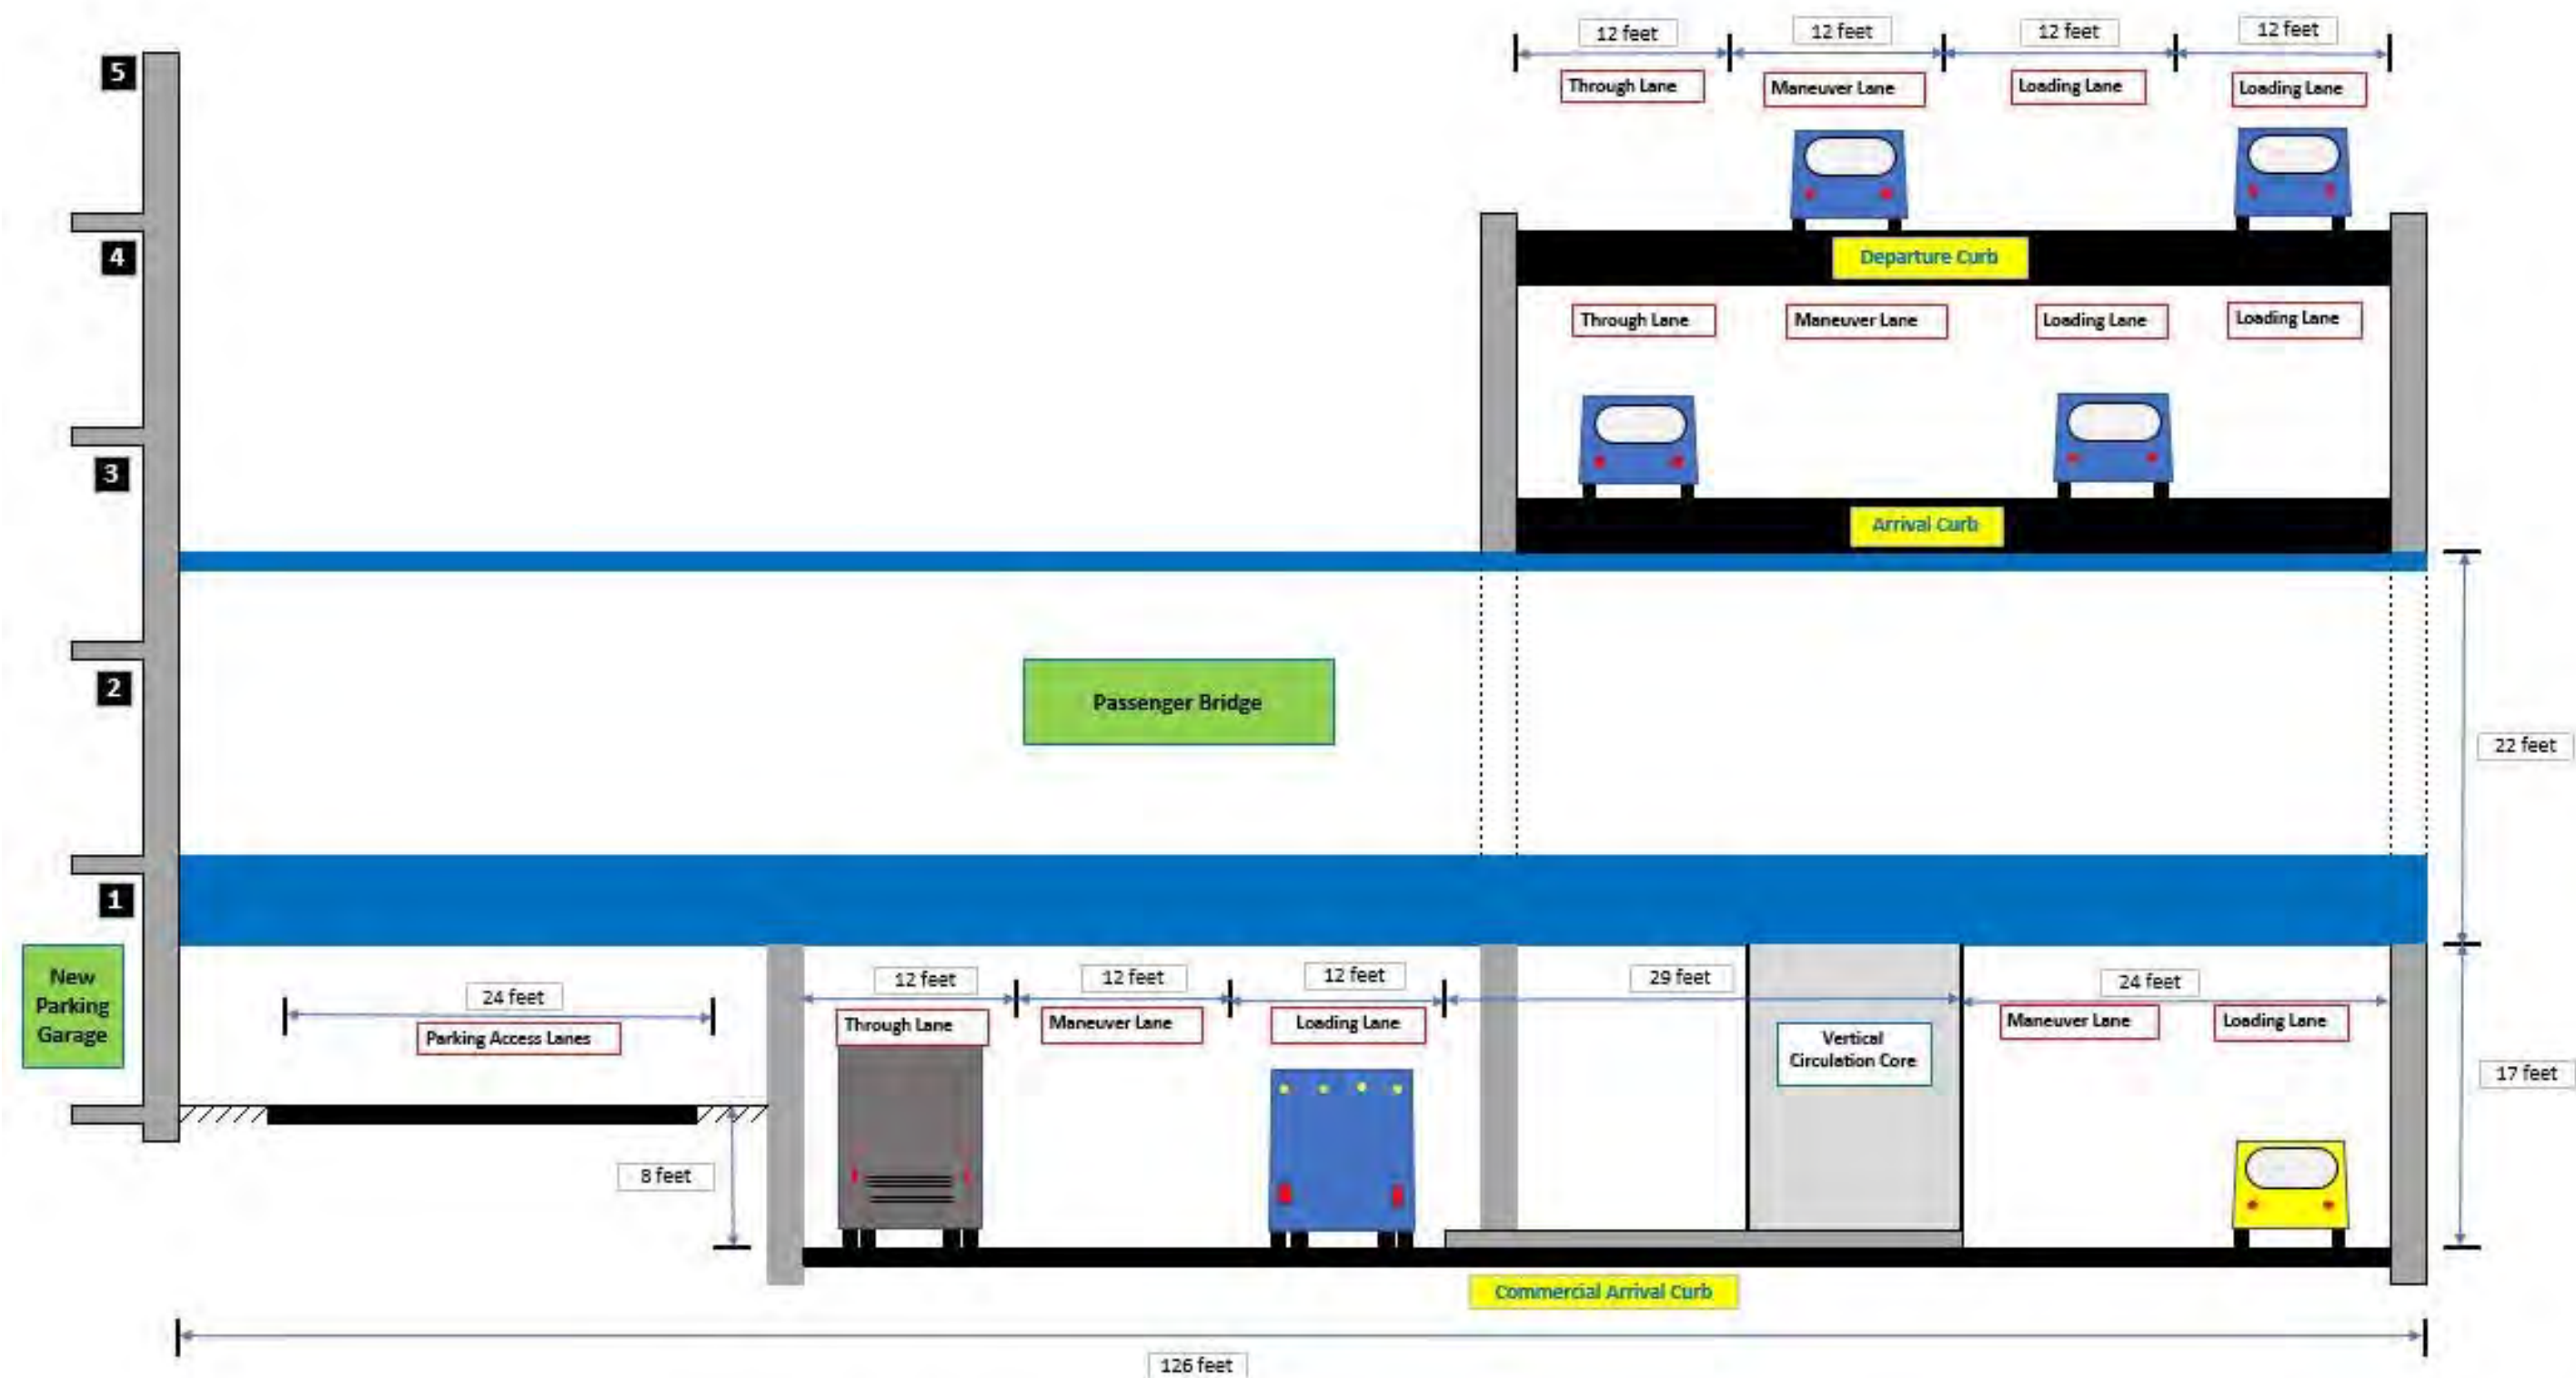 12 feet
12 feet
12 feet
12 feet
5
Through Lane
Maneuver Lane
Loading Lane
Loading Lane
4
Departure Curb
Through Lane
Maneuver Lane
Loading Lane
Loading Lane
3
Arrival Curb
2
Passenger Bridge
22 feet
1
New
Parking
Garage
24 feet
Parking Access Lanes
12 feet
12 feet
12 feet
29 feet
24 feet
Through Lane
Maneuver Lane
Loading Lane
Vertical
Circulation Core
Maneuver Lane
Loading Lane
17 feet
8 feet
Commercial Arrival Curb
126 feet